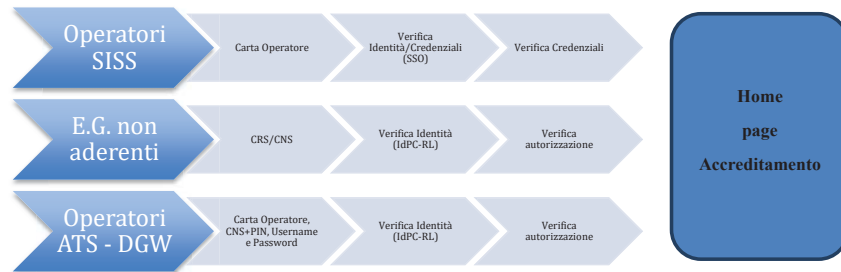 Operatori
SISS
Carta Operatore
Verifica
Identità/Credenziali
(SSO)
Verifica Credenziali
E.G. non
aderenti
CRS/CNS
Verifica Identità
(IdPC-RL)
Verifica
autorizzazione
Operatori
ATS - DGW
Carta Operatore,
CNS+PIN, Username
e Password
Verifica Identità
(IdPC-RL)
Verifica
autorizzazione
Home
page
Accreditamento